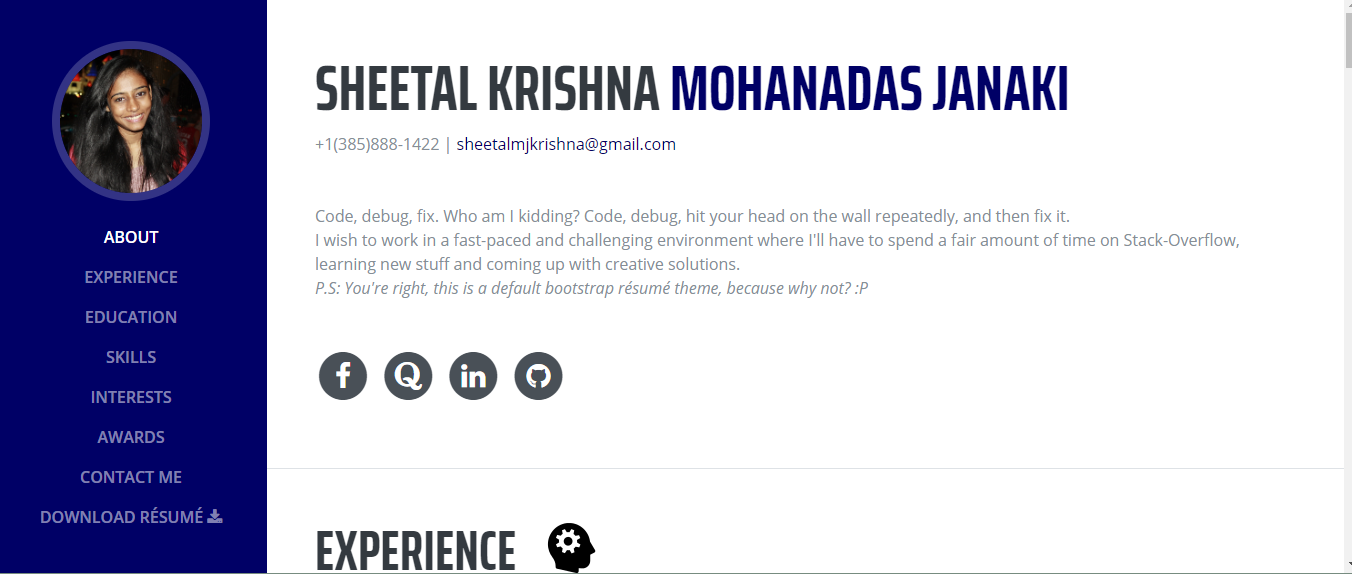 ABOUT
EXPERIENCE
EDUCATION
SKILLS
INTERESTS
AWARDS
CONTACT ME
DOWNLOAD RÉSUMÉ
SHEETAL KRISHNA MOHANADAS JANAKI
+1(385)888-1422 | sheetalmjkrishna@gmail.com
Code, debug, fix. Who am I kidding? Code, debug, hit your head on the wall repeatedly, and then fix it.
I wish to work in a fast-paced and challenging environment where I'll have to spend a fair amount of time on Stack-Overflow,
learning new stuff and coming up with creative solutions.
P.S: You're right, this is a default bootstrap résumé theme, because why not? :P
EXPERIENCE